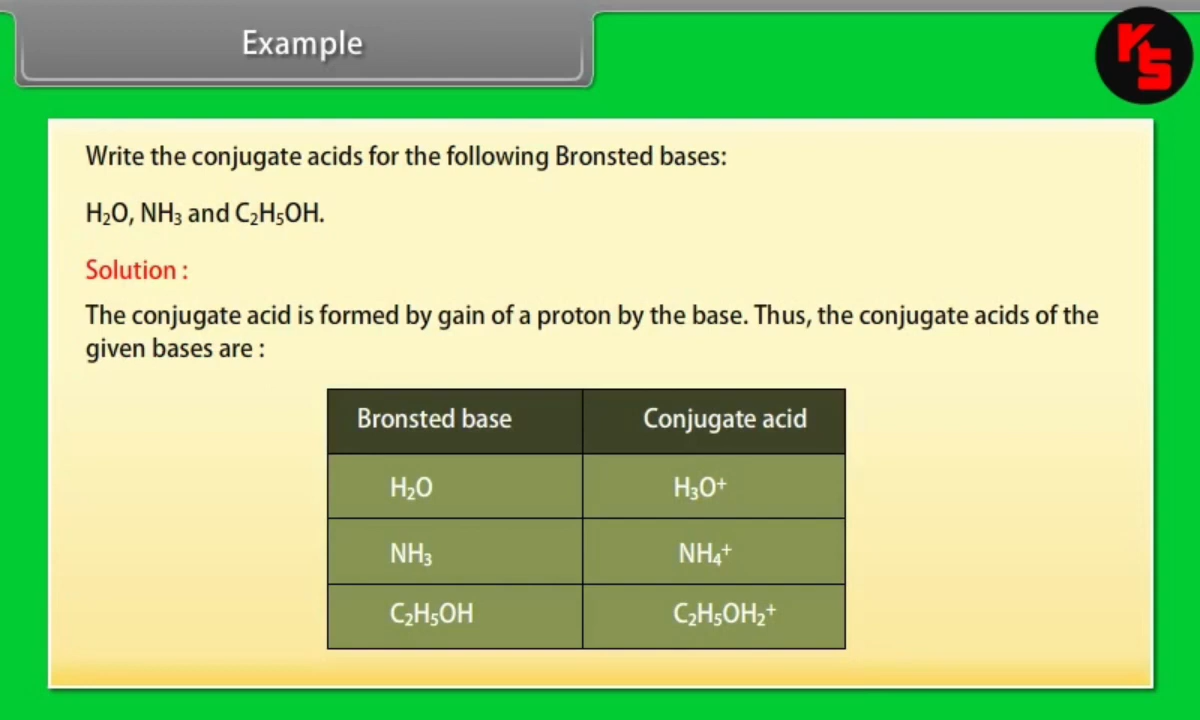 Example
rs
Write the conjugate acids for the following Bronsted bases:
H₂O, NH₃ and C₂H₅OH.
Solution :
The conjugate acid is formed by gain of a proton by the base. Thus, the conjugate acids of the
given bases are :
Bronsted base Conjugate acid
H₂O H₃O⁺
NH₃ NH₄⁺
C₂H₅OH C₂H₅OH₂⁺